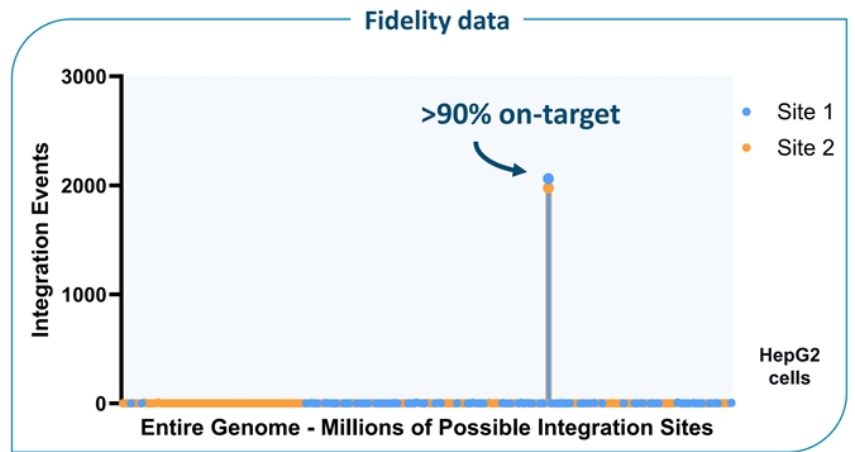 Fidelity data
3000
>90% on-target
Site 1
Site 2
2000
Integration Events
1000
HepG2
cells
0
Entire Genome - Millions of Possible Integration Sites